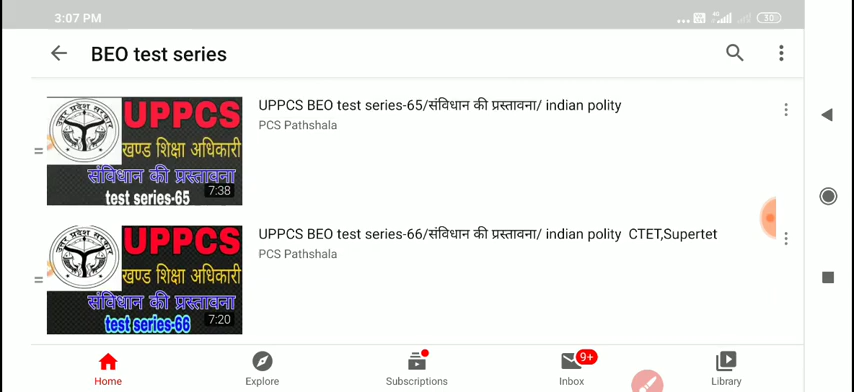 3:07 PM
4G
30
BEO test series
UPPCS
खण्ड शिक्षा अधिकारी
संविधान की प्रस्तावना
test series-65
7:38
UPPCS BEO test series-65/संविधान की प्रस्तावना/ indian polity
PCS Pathshala
UPPCS
खण्ड शिक्षा अधिकारी
संविधान की प्रस्तावना
test series-66
7:20
UPPCS BEO test series-66/संविधान की प्रस्तावना/ indian polity CTET,Supertet
PCS Pathshala
9+
Home
Explore
Subscriptions
Inbox
Library